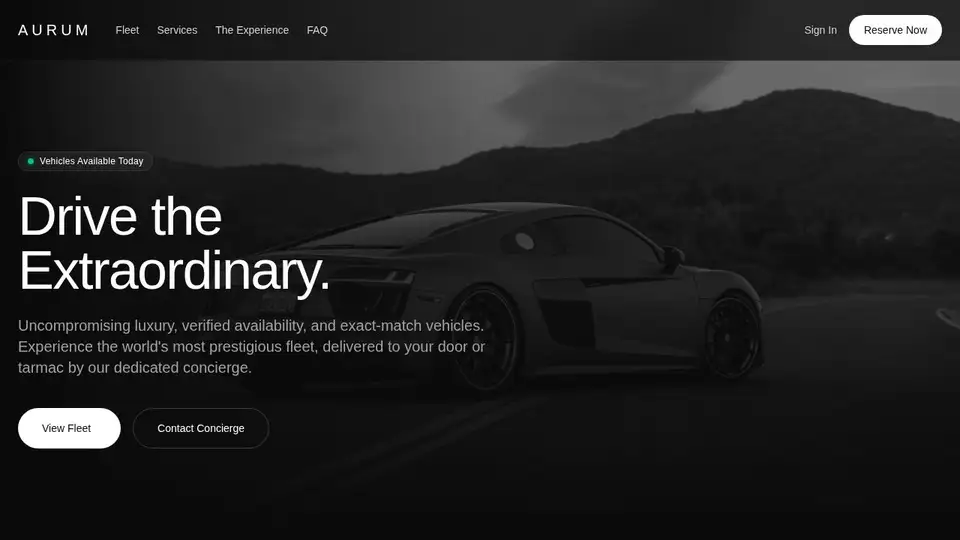 AURUM
Fleet
Services
The Experience
FAQ
Sign In
Reserve Now
Vehicles Available Today
Drive the
Extraordinary.
Uncompromising luxury, verified availability, and exact-match vehicles.
Experience the world's most prestigious fleet, delivered to your door or
tarmac by our dedicated concierge.
View Fleet
Contact Concierge